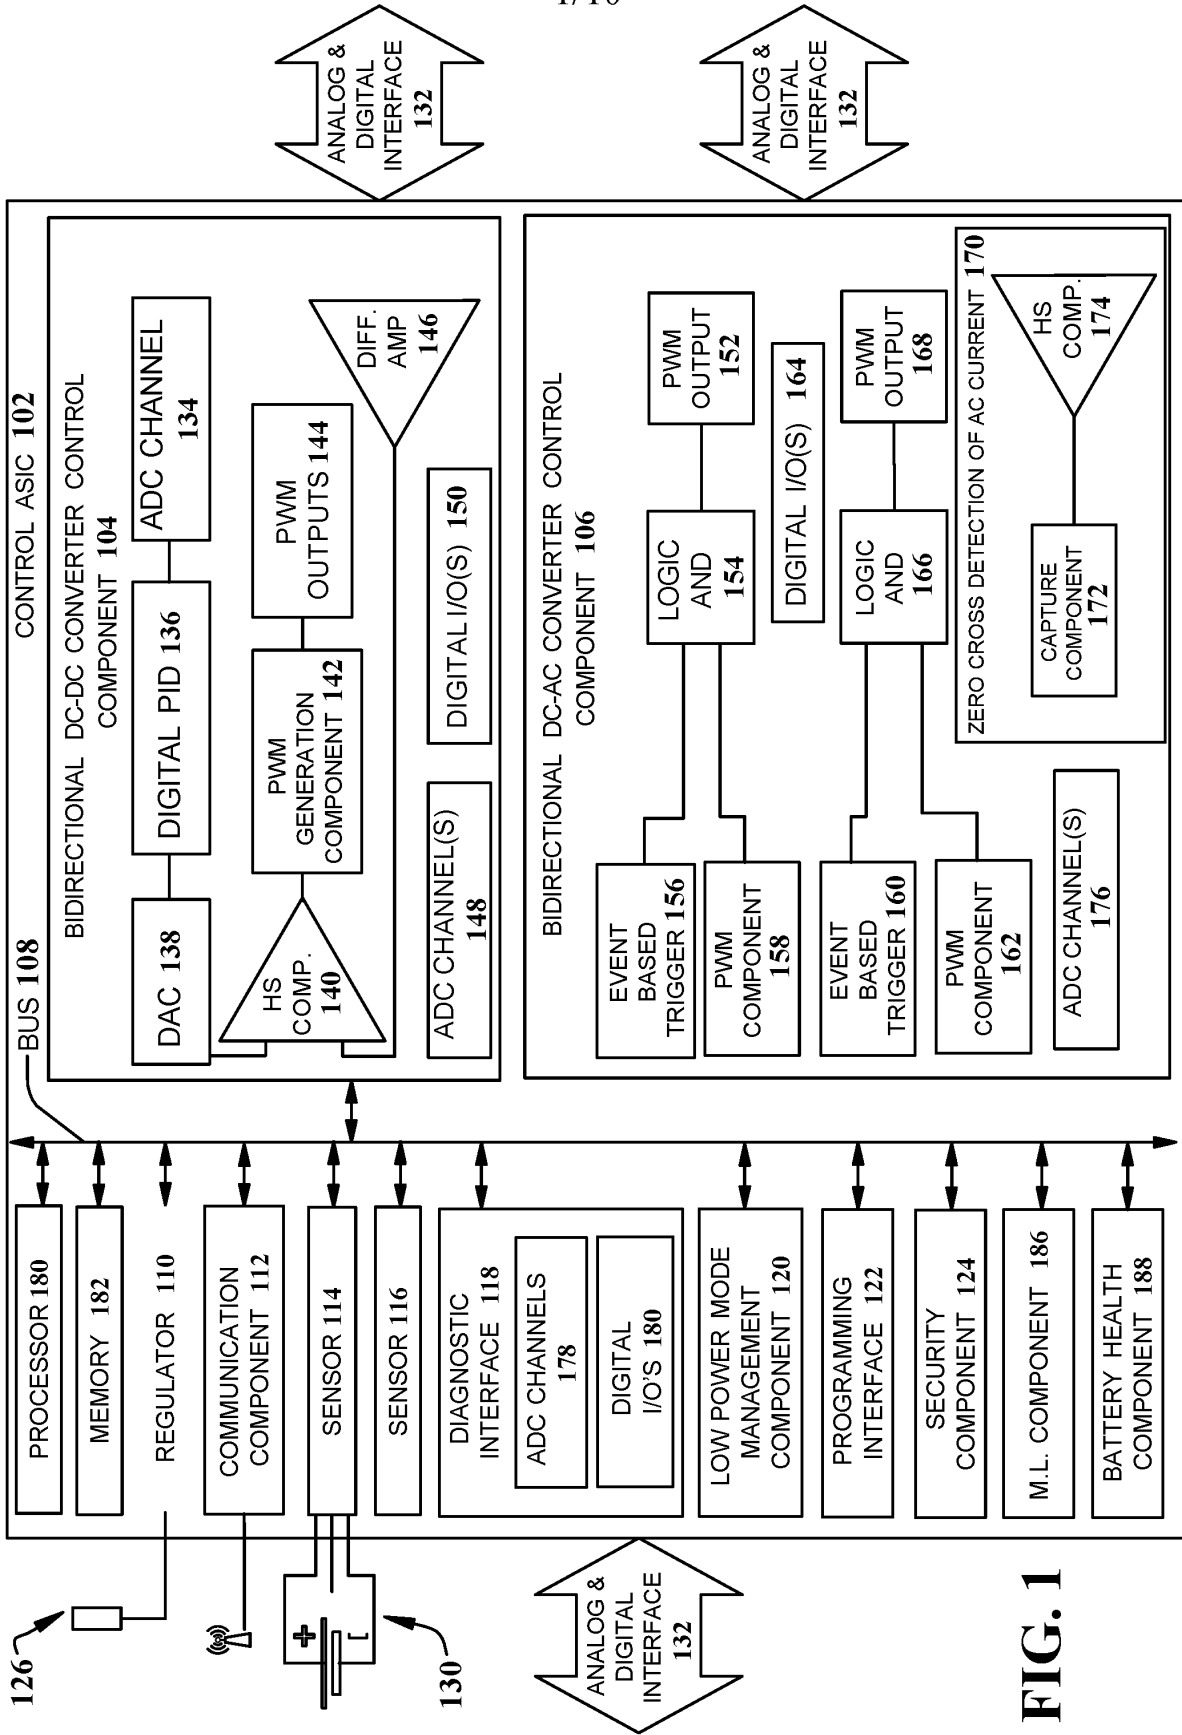 1/10
126
130
ANALOG &
DIGITAL
INTERFACE
132
FIG. 1
CONTROL ASIC 102
BUS 108
PROCESSOR 180
MEMORY 182
REGULATOR 110
COMMUNICATION
COMPONENT 112
SENSOR 114
SENSOR 116
DIAGNOSTIC
INTERFACE 118
ADC CHANNELS
178
DIGITAL
I/O'S 180
LOW POWER MODE
MANAGEMENT
COMPONENT 120
PROGRAMMING
INTERFACE 122
SECURITY
COMPONENT 124
M.L. COMPONENT 186
BATTERY HEALTH
COMPONENT 188
BIDIRECTIONAL DC-DC CONVERTER CONTROL
COMPONENT 104
DAC 138
DIGITAL PID 136
ADC CHANNEL
134
HS
COMP.
140
PWM
GENERATION
COMPONENT 142
PWM
OUTPUTS 144
DIFF.
AMP
146
ADC CHANNEL(S)
148
DIGITAL I/O(S) 150
BIDIRECTIONAL DC-AC CONVERTER CONTROL
COMPONENT 106
EVENT
BASED
TRIGGER 156
PWM
COMPONENT
158
LOGIC
AND
154
PWM
OUTPUT
152
DIGITAL I/O(S) 164
EVENT
BASED
TRIGGER 160
PWM
COMPONENT
162
LOGIC
AND
166
PWM
OUTPUT
168
ADC CHANNEL(S)
176
ZERO CROSS DETECTION OF AC CURRENT 170
CAPTURE
COMPONENT
172
HS
COMP.
174
ANALOG &
DIGITAL
INTERFACE
132
ANALOG &
DIGITAL
INTERFACE
132